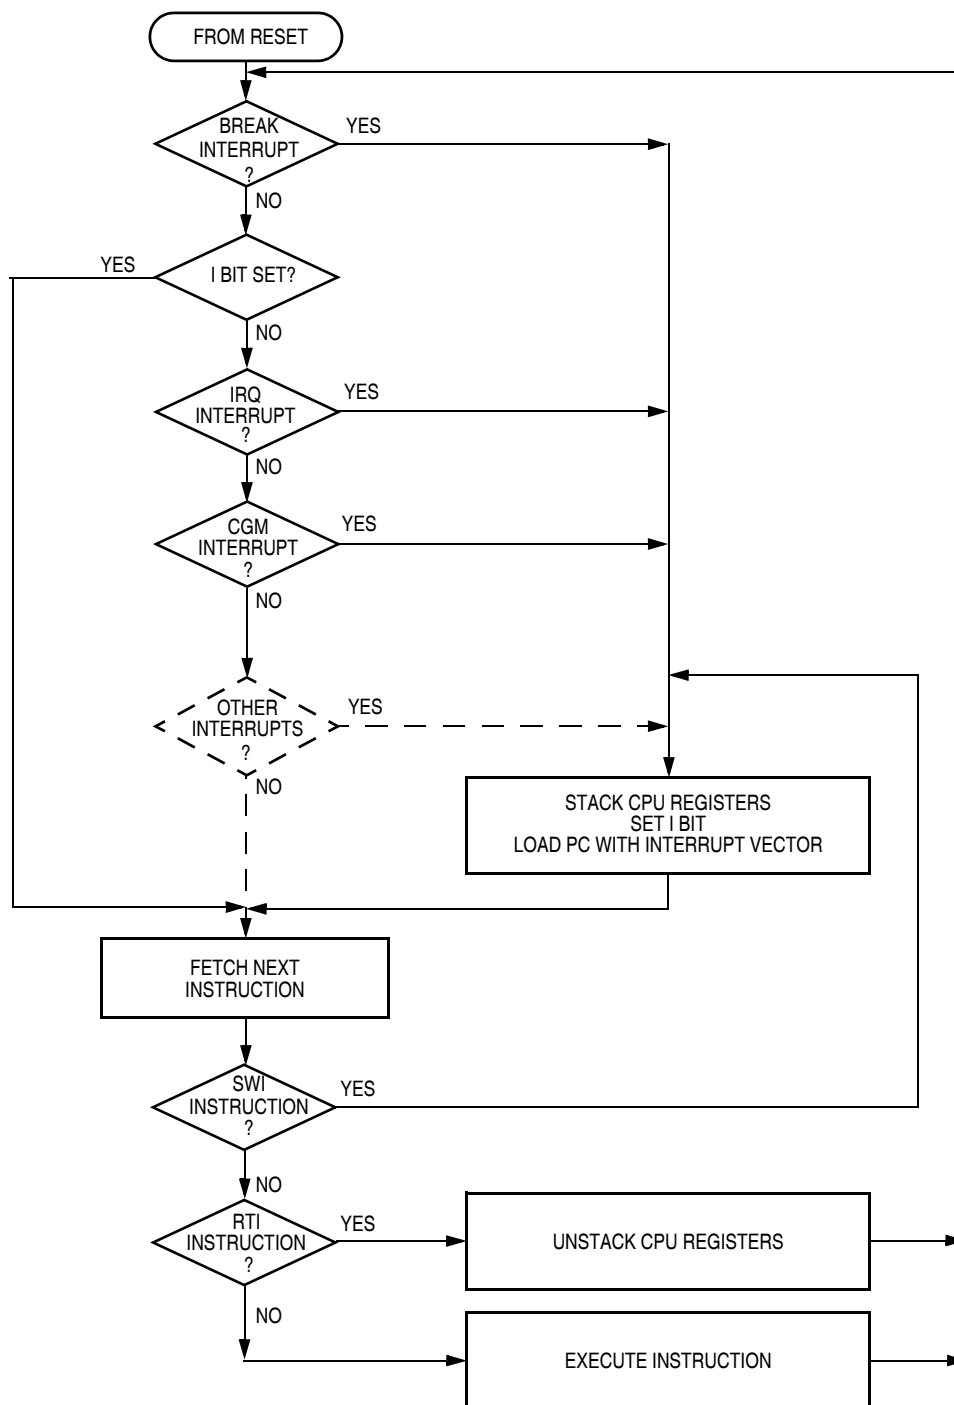 FROM RESET
BREAK
INTERRUPT
?
YES
NO
YES
I BIT SET?
NO
IRQ
INTERRUPT
?
YES
NO
CGM
INTERRUPT
?
YES
NO
OTHER
INTERRUPTS
?
YES
NO
STACK CPU REGISTERS
SET I BIT
LOAD PC WITH INTERRUPT VECTOR
FETCH NEXT
INSTRUCTION
SWI
INSTRUCTION
?
YES
NO
RTI
INSTRUCTION
?
YES
UNSTACK CPU REGISTERS
NO
EXECUTE INSTRUCTION